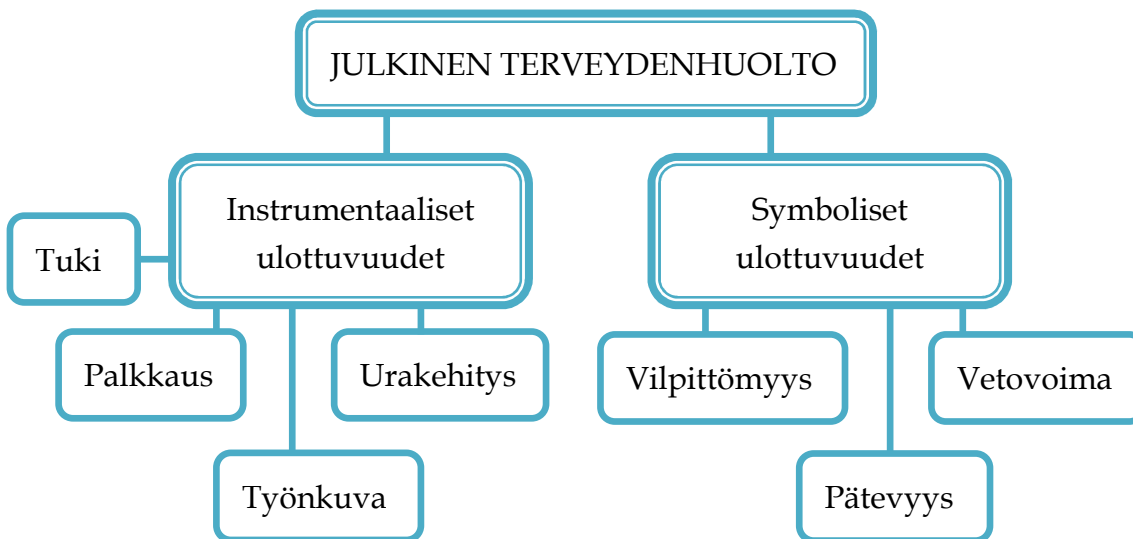 JULKINEN TERVEYDENHUOLTO
Instrumentaaliset
ulottuvuudet
Symboliset
ulottuvuudet
Tuki
Palkkaus
Urakehitys
Vilpittömyys
Vetovoima
Työnkuva
Pätevyys